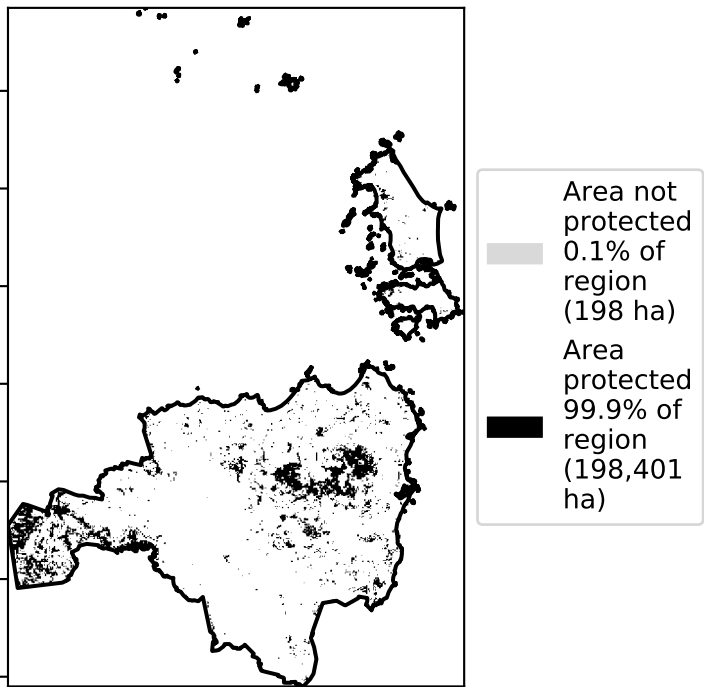 Area not
protected
0.1% of
region
(198 ha)
Area
protected
99.9% of
region
(198,401
ha)